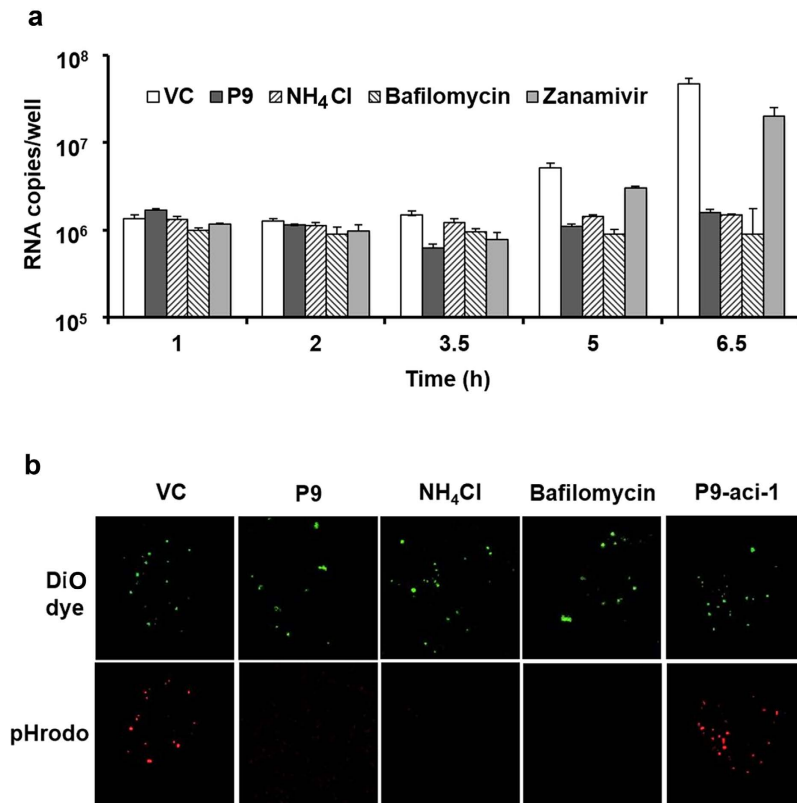 a
10⁸
10⁷
10⁶
10⁵
RNA copies/well
VC P9 NH₄Cl Bafilomycin Zanamivir
1 2 3.5 5 6.5
Time (h)
b
VC P9 NH₄Cl Bafilomycin P9-aci-1
DiO
dye
pHrodo